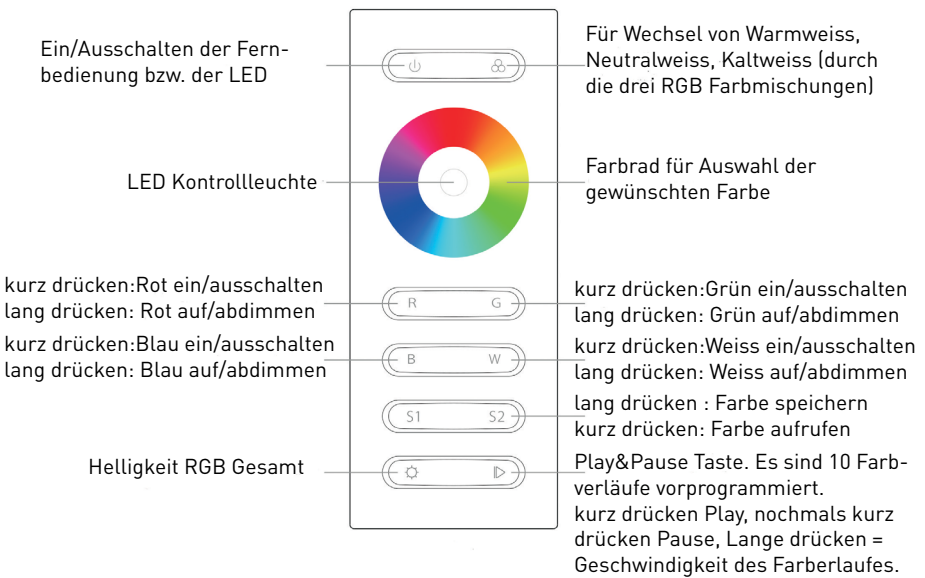 Ein/Ausschalten der Fern-
bedienung bzw. der LED
Für Wechsel von Warmweiss,
Neutralweiss, Kaltweiss (durch
die drei RGB Farbmischungen)
LED Kontrollleuchte
Farbrad für Auswahl der
gewünschten Farbe
kurz drücken:Rot ein/ausschalten
lang drücken: Rot auf/abdimmen
R
G
kurz drücken:Grün ein/ausschalten
lang drücken: Grün auf/abdimmen
kurz drücken:Blau ein/ausschalten
lang drücken: Blau auf/abdimmen
B
W
kurz drücken:Weiss ein/ausschalten
lang drücken: Weiss auf/abdimmen
S1
S2
lang drücken : Farbe speichern
kurz drücken: Farbe aufrufen
Helligkeit RGB Gesamt
Play&Pause Taste. Es sind 10 Farb-
verläufe vorprogrammiert.
kurz drücken Play, nochmals kurz
drücken Pause, Lange drücken =
Geschwindigkeit des Farberlaufes.